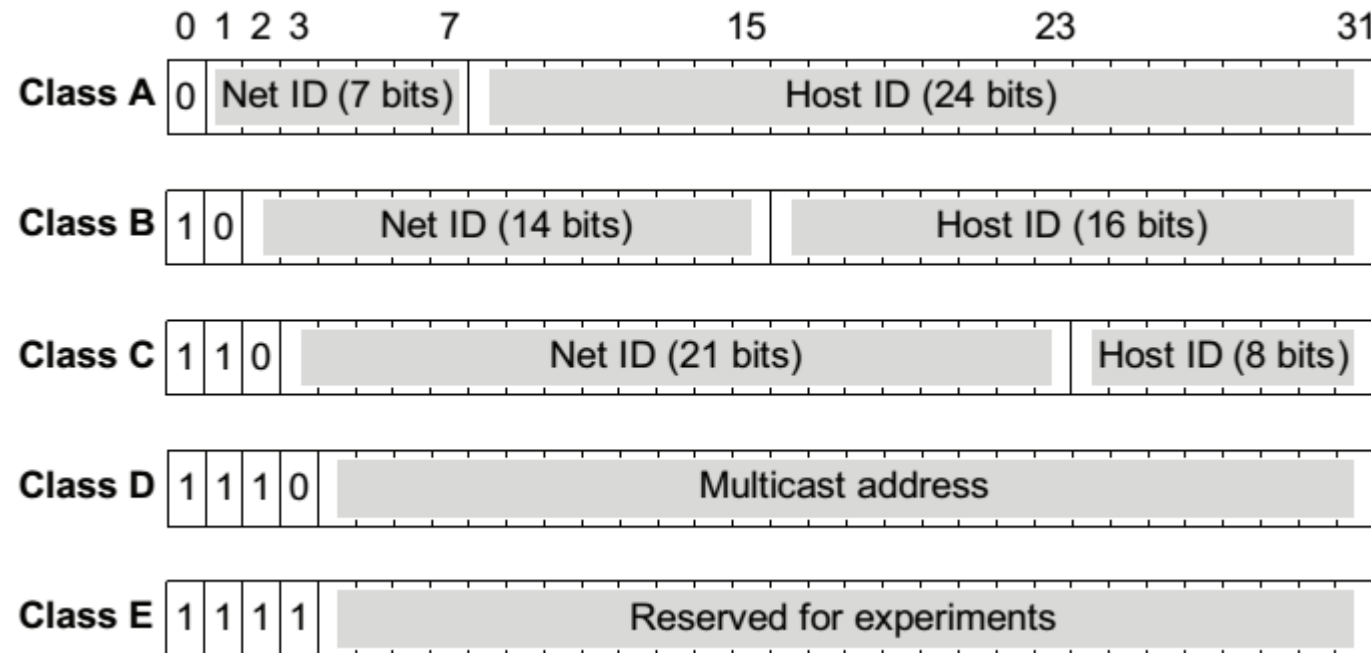 0 1 2 3 7 15 23 31
Class A 0 Net ID (7 bits) Host ID (24 bits)
Class B 1 0 Net ID (14 bits) Host ID (16 bits)
Class C 1 1 0 Net ID (21 bits) Host ID (8 bits)
Class D 1 1 1 0 Multicast address
Class E 1 1 1 1 Reserved for experiments